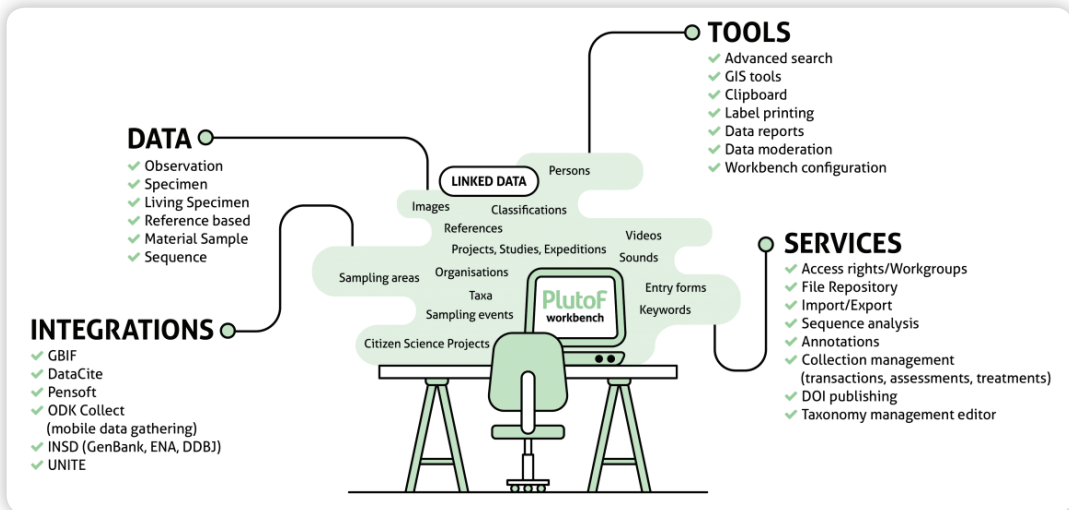 TOOLS
Advanced search
GIS tools
Clipboard
Label printing
Data reports
Data moderation
Workbench configuration
DATA
Observation
Specimen
Living Specimen
Reference based
Material Sample
Sequence
LINKED DATA
Persons
Images
Classifications
References
Videos
Projects, Studies, Expeditions
Sounds
Sampling areas
Organisations
Entry forms
Taxa
Keywords
Sampling events
Citizen Science Projects
PlutoF
workbench
SERVICES
Access rights/Workgroups
File Repository
Import/Export
Sequence analysis
Annotations
Collection management
(transactions, assessments, treatments)
DOI publishing
Taxonomy management editor
INTEGRATIONS
GBIF
DataCite
Pensoft
ODK Collect
(mobile data gathering)
INSD (GenBank, ENA, DDBJ)
UNITE